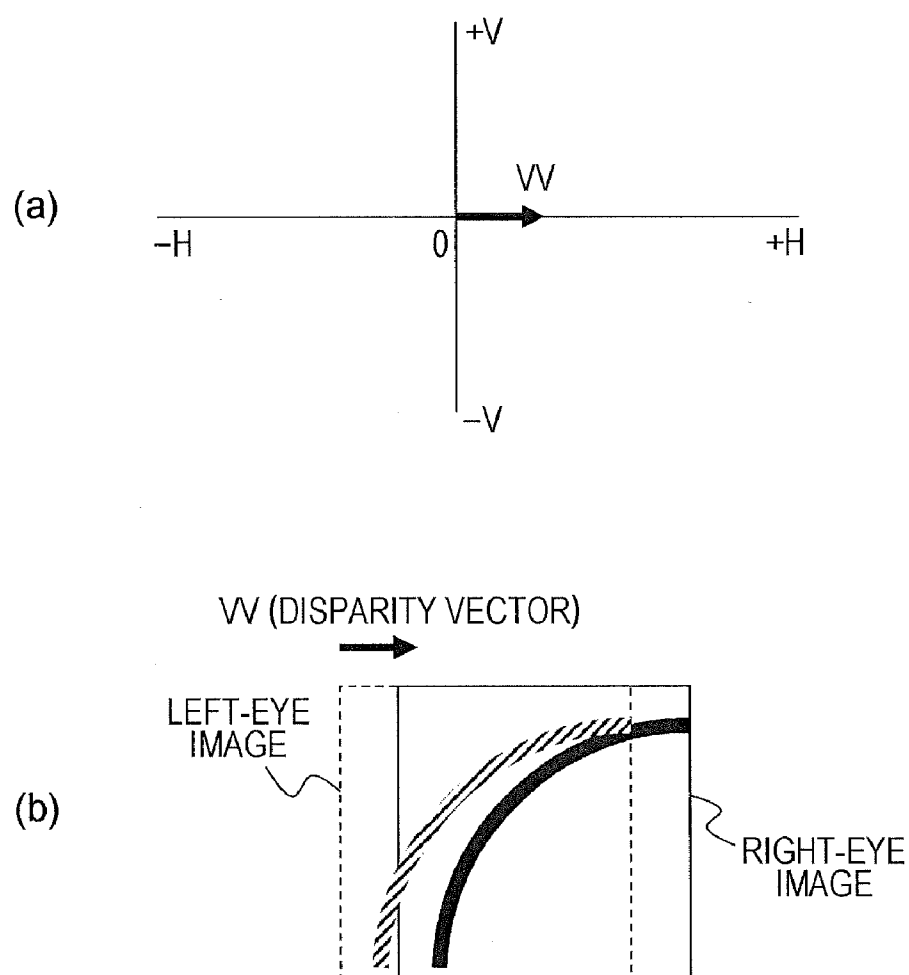 +V
VV
(a)
–H
0
+H
–V
VV (DISPARITY VECTOR)
LEFT-EYE
IMAGE
(b)
RIGHT-EYE
IMAGE